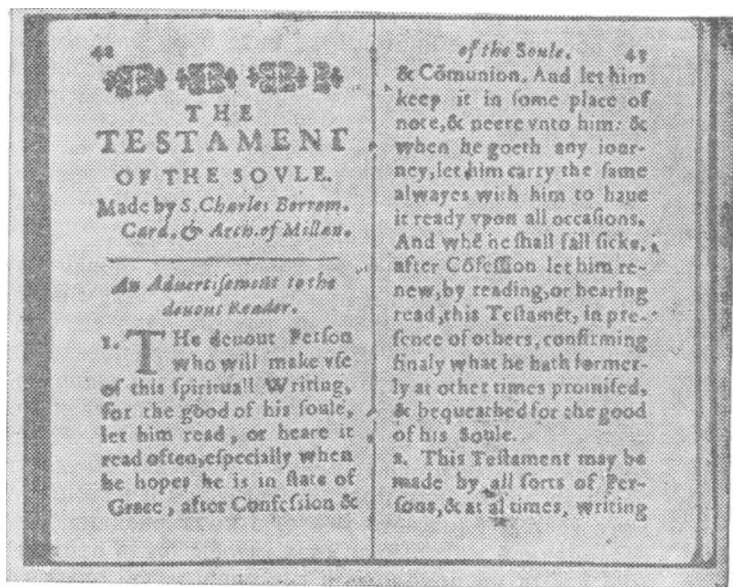 42
THE
TESTAMENT
OF THE SOVLE.
Made by S. Charles Borrom.
Card. & Arch. of Millan.
An Aduertisement to the
deuout Reader.
1. THe deuout Person
who will make vse
of this spirituall Writing,
for the good of his soule,
let him read, or heare it
read often, especially when
he hopes he is in state of
Grace, after Confession &
of the Soule. 43
& Cõmunion. And let him
keep it in some place of
note, & neere vnto him: &
when he goeth any iour-
ney, let him carry the same
alwayes with him to haue
it ready vpon all occasions.
And whẽ he shall fall sicke,
after Cõfession let him re-
new, by reading, or hearing
read, this Testamẽt, in pre-
sence of others, confirming
finaly what he hath former-
ly at other times promised,
& bequeathed for the good
of his Soule.
2. This Testament may be
made by all sorts of Per-
sons, & at al times, writing